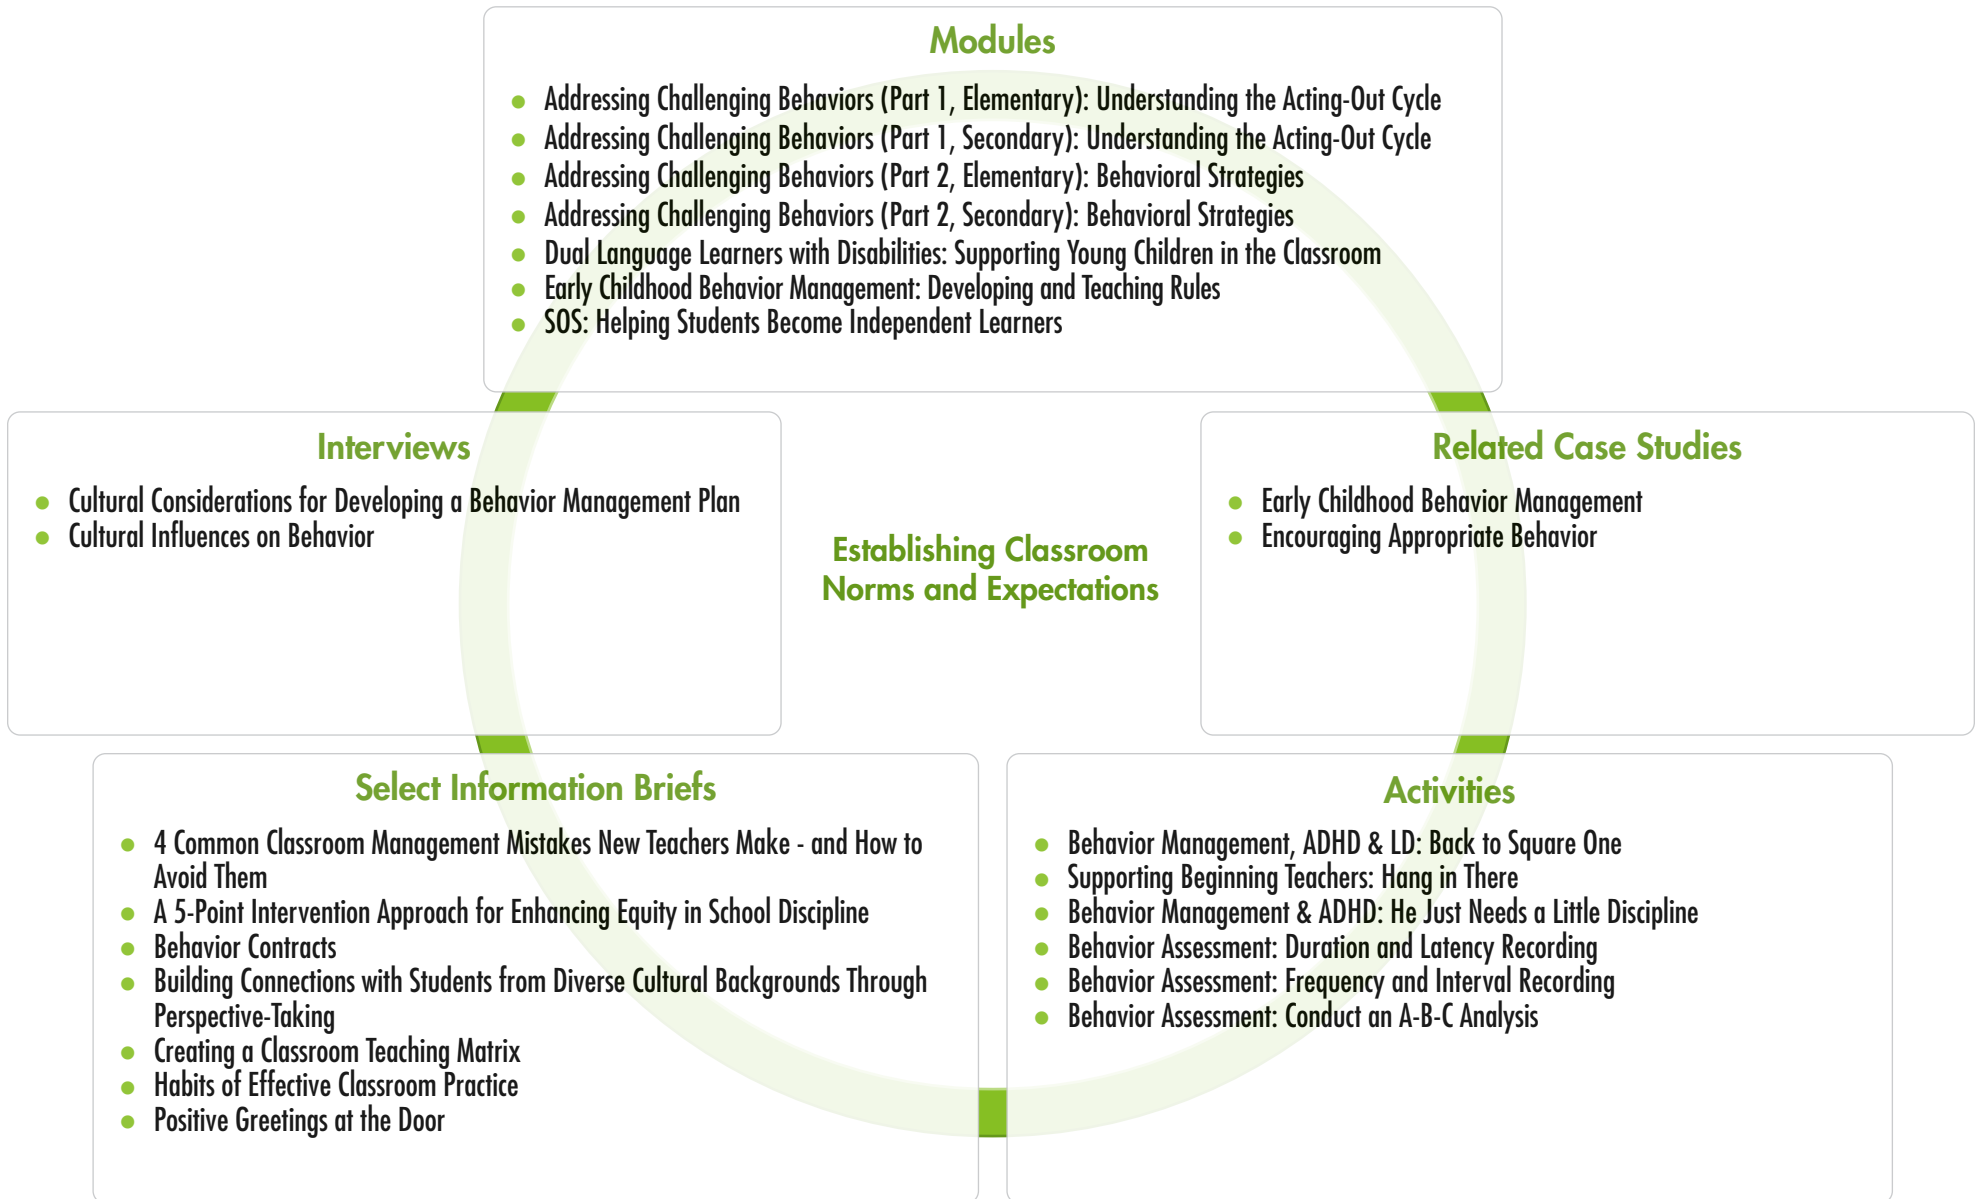 Modules
Addressing Challenging Behaviors (Part 1, Elementary): Understanding the Acting-Out Cycle
Addressing Challenging Behaviors (Part 1, Secondary): Understanding the Acting-Out Cycle
Addressing Challenging Behaviors (Part 2, Elementary): Behavioral Strategies
Addressing Challenging Behaviors (Part 2, Secondary): Behavioral Strategies
Dual Language Learners with Disabilities: Supporting Young Children in the Classroom
Early Childhood Behavior Management: Developing and Teaching Rules
SOS: Helping Students Become Independent Learners
Interviews
Cultural Considerations for Developing a Behavior Management Plan
Cultural Influences on Behavior
Establishing Classroom
Norms and Expectations
Related Case Studies
Early Childhood Behavior Management
Encouraging Appropriate Behavior
Select Information Briefs
4 Common Classroom Management Mistakes New Teachers Make - and How to
Avoid Them
A 5-Point Intervention Approach for Enhancing Equity in School Discipline
Behavior Contracts
Building Connections with Students from Diverse Cultural Backgrounds Through
Perspective-Taking
Creating a Classroom Teaching Matrix
Habits of Effective Classroom Practice
Positive Greetings at the Door
Activities
Behavior Management, ADHD & LD: Back to Square One
Supporting Beginning Teachers: Hang in There
Behavior Management & ADHD: He Just Needs a Little Discipline
Behavior Assessment: Duration and Latency Recording
Behavior Assessment: Frequency and Interval Recording
Behavior Assessment: Conduct an A-B-C Analysis